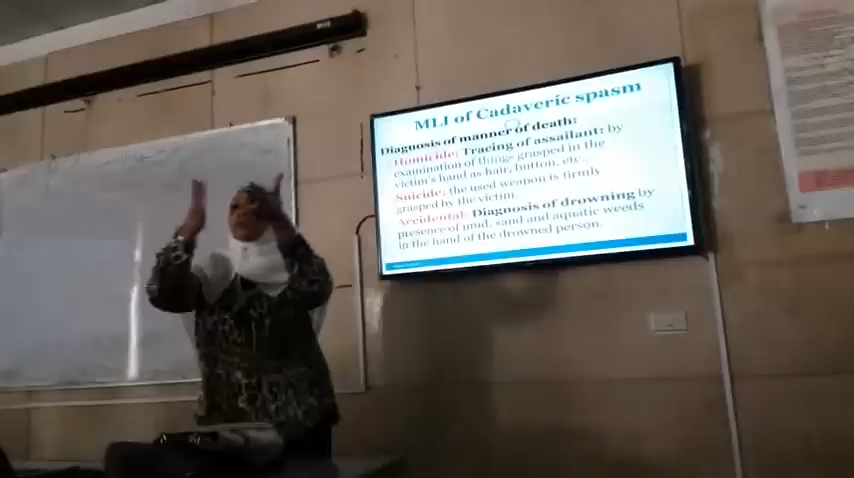 MLI of Cadaveric spasm
Diagnosis of manner of death:
Homicide: Tracing of assailant: by
examination of things grasped in the
victim's hand as hair, button, etc..
Suicide: the used weapon is firmly
grasped by the victim.
Accidental: Diagnosis of drowning by
presence of mud, sand and aquatic weeds
in the hand of the drowned person.